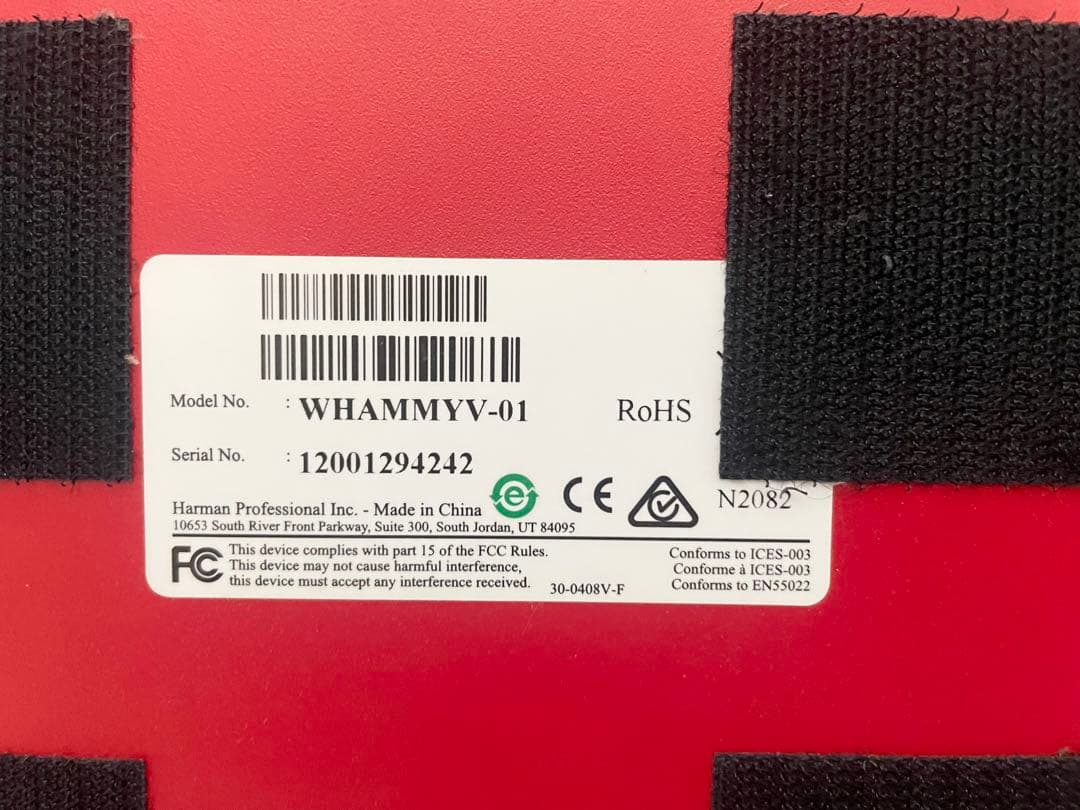 Model No. : WHAMMYV-01 RoHS
Serial No. : 12001294242
Harman Professional Inc. - Made in China e CE N2082
10653 South River Front Parkway, Suite 300, South Jordan, UT 84095
FC This device complies with part 15 of the FCC Rules.
This device may not cause harmful interference,
this device must accept any interference received.
30-0408V-F
Conforms to ICES-003
Conforme à ICES-003
Conforms to EN55022